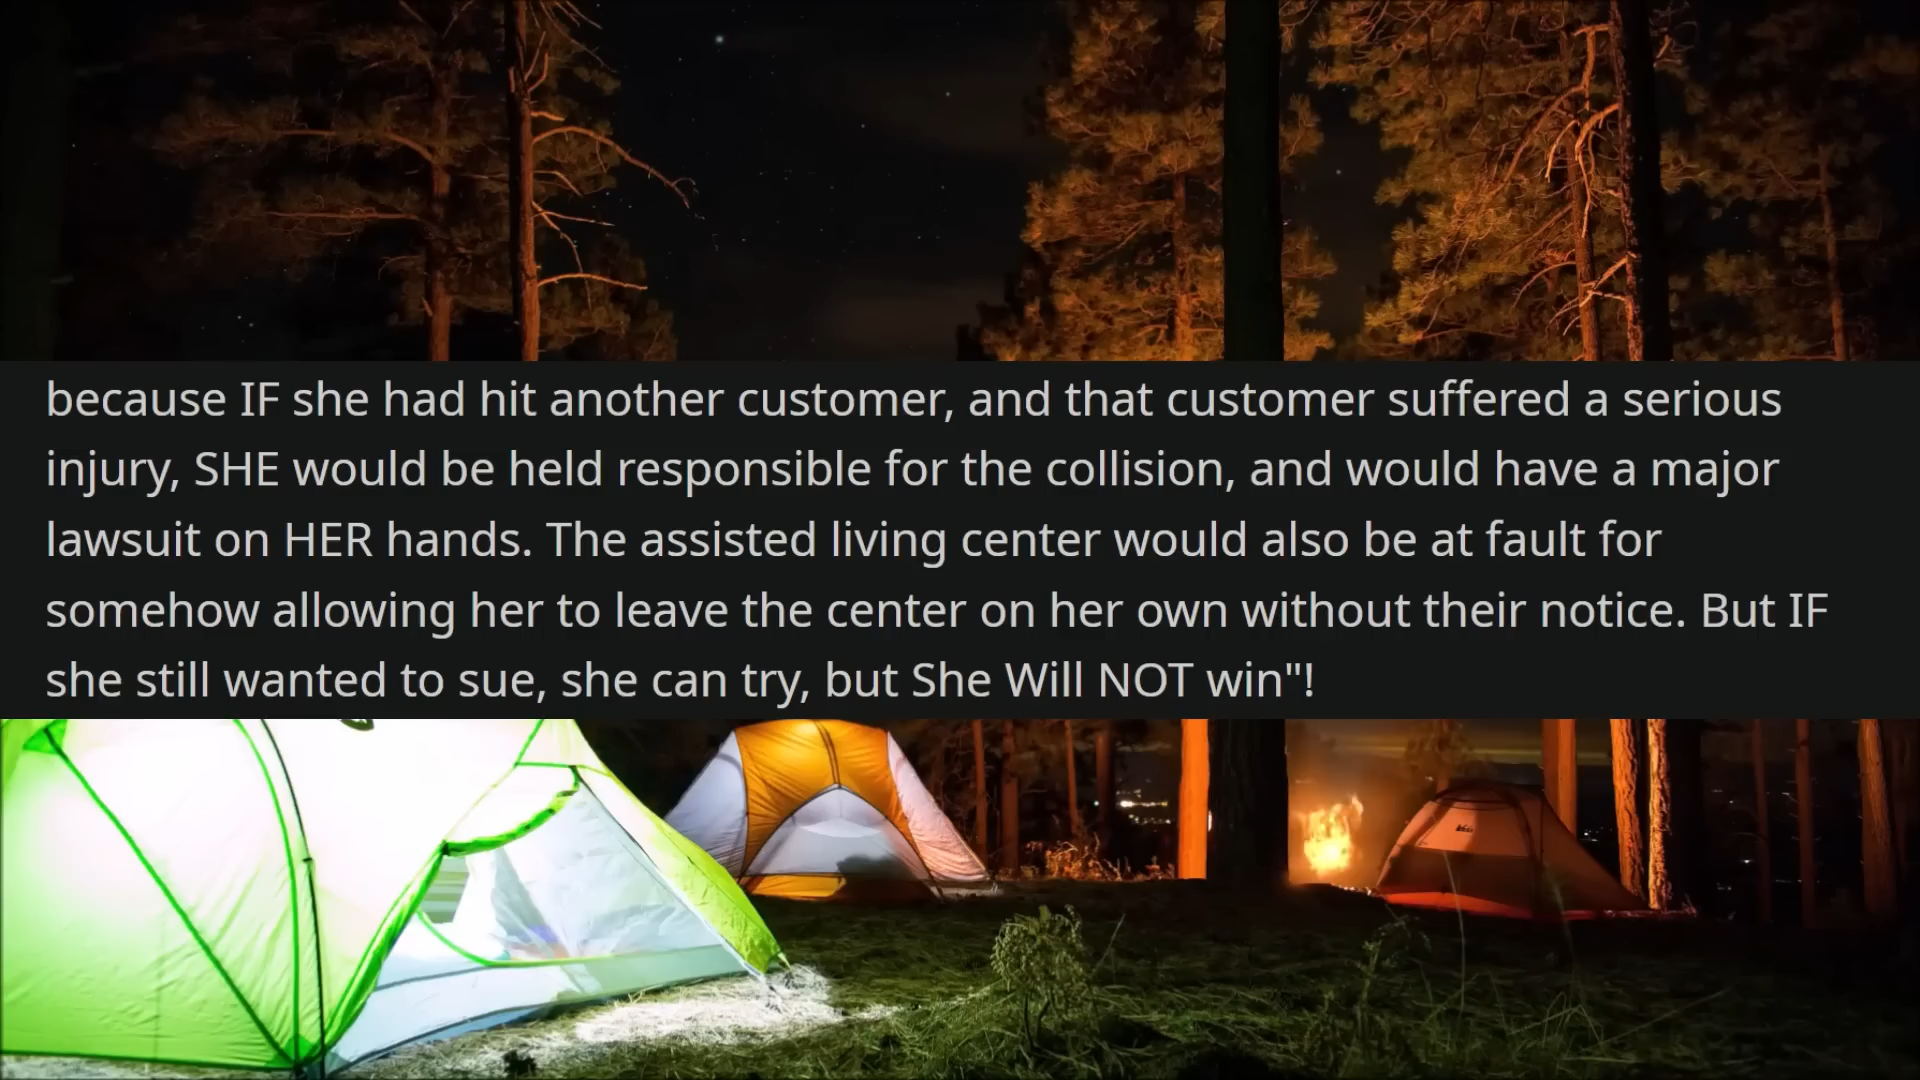 because IF she had hit another customer, and that customer suffered a serious
injury, SHE would be held responsible for the collision, and would have a major
lawsuit on HER hands. The assisted living center would also be at fault for
somehow allowing her to leave the center on her own without their notice. But IF
she still wanted to sue, she can try, but She Will NOT win"!